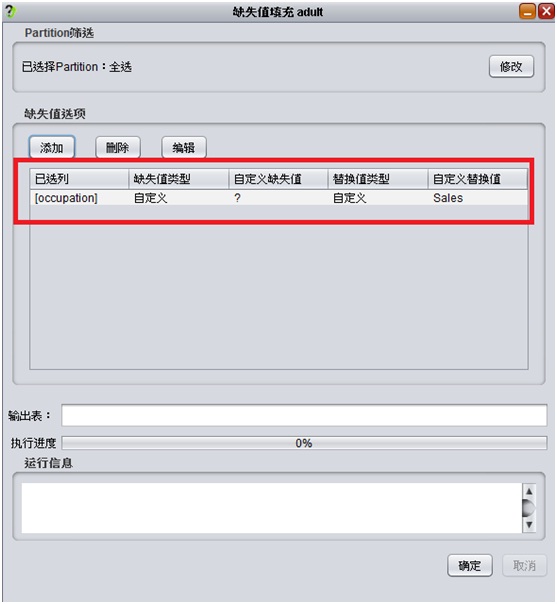 缺失值填充 adult
Partition筛选
已选择Partition：全选
修改
缺失值选项
添加 删除 编辑
已选列 缺失值类型 自定义缺失值 替换值类型 自定义替换值
[occupation] 自定义 ? 自定义 Sales
输出表：
执行进度 0%
运行信息
确定 取消